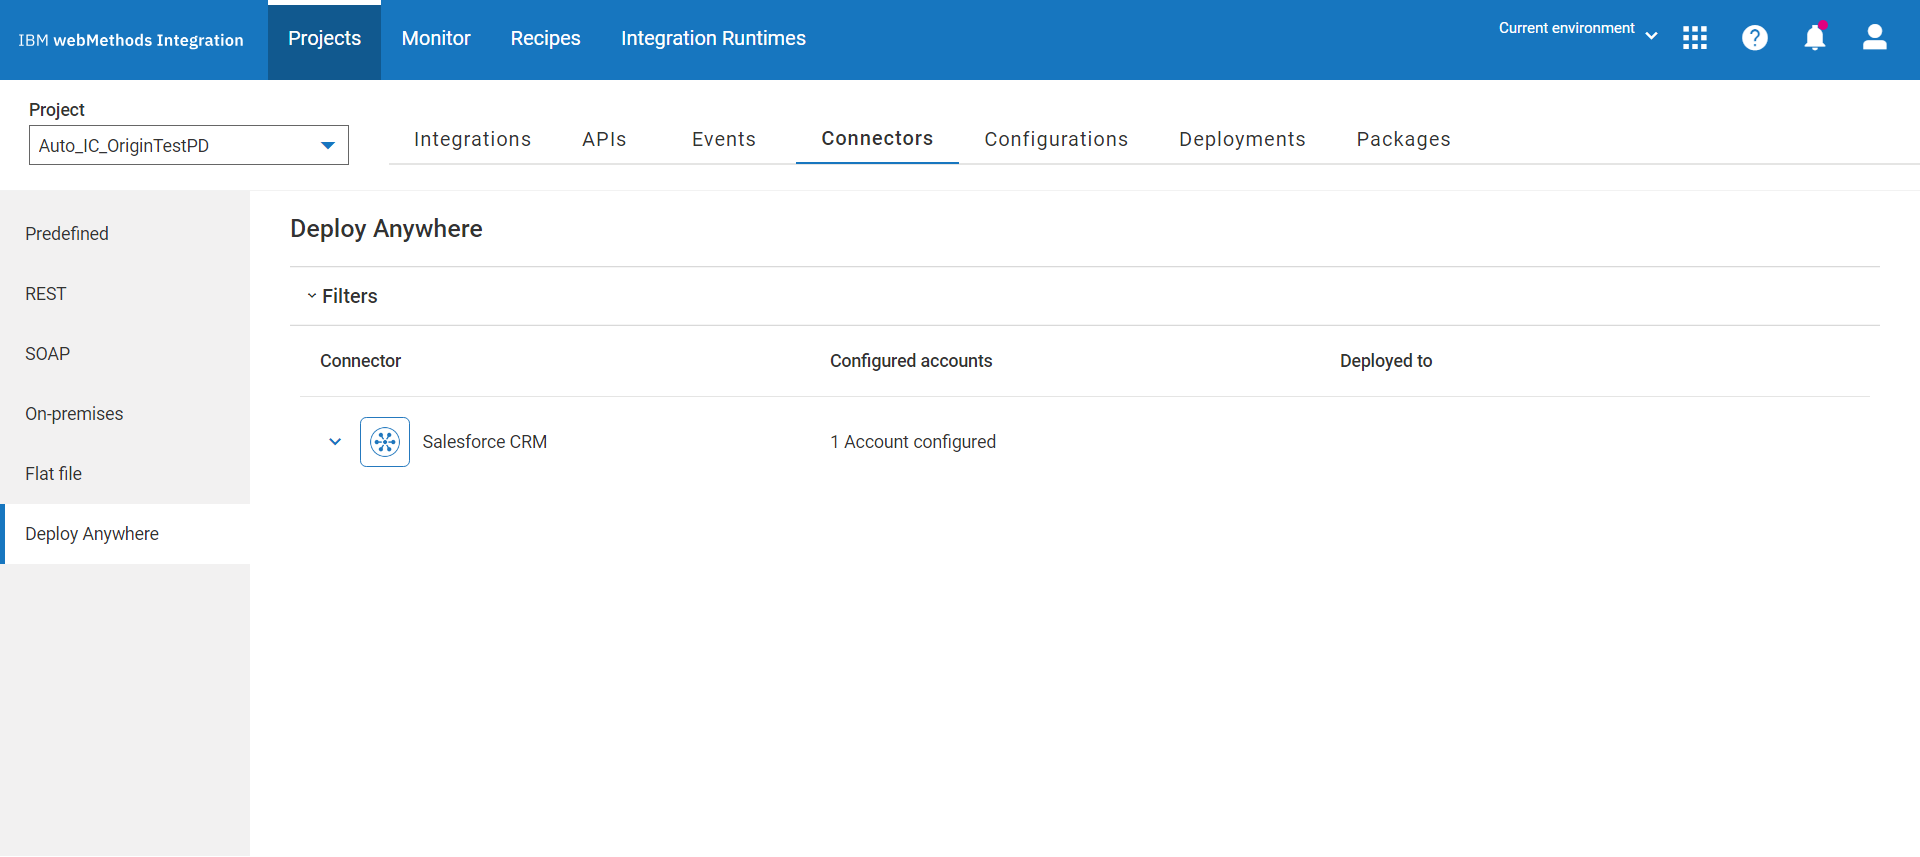 IBM webMethods Integration
Projects
Monitor
Recipes
Integration Runtimes
Current environment
Project
Auto_IC_OriginTestPD
Integrations
APIs
Events
Connectors
Configurations
Deployments
Packages
Predefined
REST
SOAP
On-premises
Flat file
Deploy Anywhere
Deploy Anywhere
Filters
Connector
Configured accounts
Deployed to
Salesforce CRM
1 Account configured